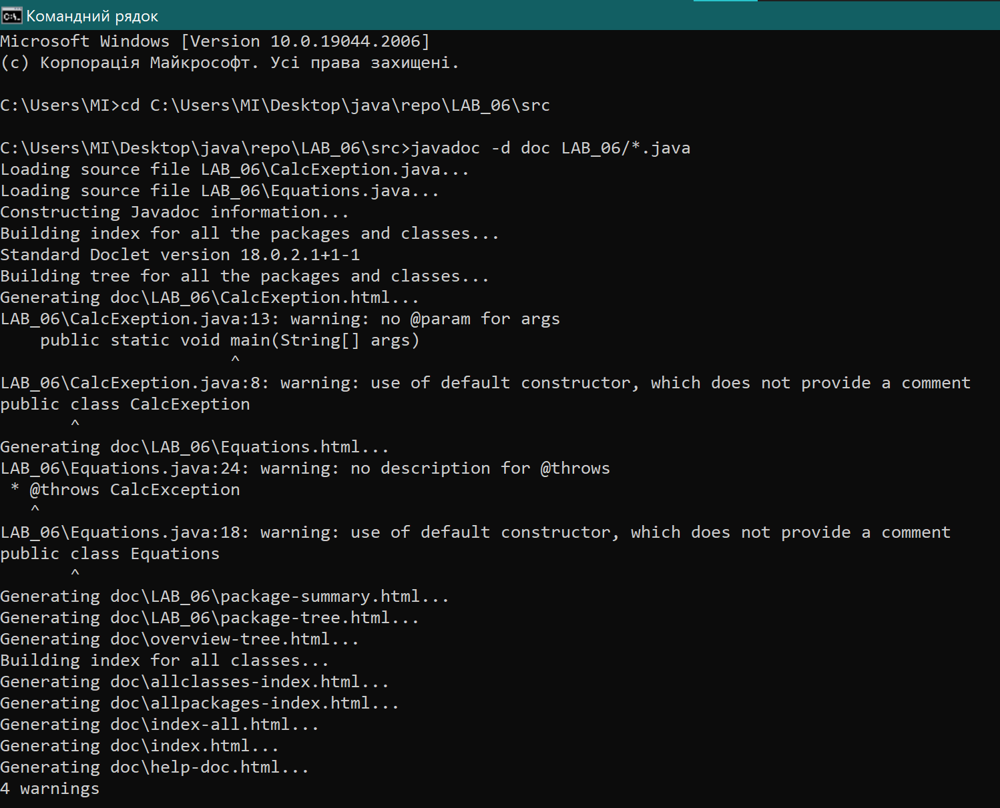 C:\. Командний рядок
Microsoft Windows [Version 10.0.19044.2006]
(c) Корпорація Майкрософт. Усі права захищені.
C:\Users\MI>cd C:\Users\MI\Desktop\java\repo\LAB_06\src
C:\Users\MI\Desktop\java\repo\LAB_06\src>javadoc -d doc LAB_06/*.java
Loading source file LAB_06\CalcExeption.java...
Loading source file LAB_06\Equations.java...
Constructing Javadoc information...
Building index for all the packages and classes...
Standard Doclet version 18.0.2.1+1-1
Building tree for all the packages and classes...
Generating doc\LAB_06\CalcExeption.html...
LAB_06\CalcExeption.java:13: warning: no @param for args
    public static void main(String[] args)
                       ^
LAB_06\CalcExeption.java:8: warning: use of default constructor, which does not provide a comment
public class CalcExeption
       ^
Generating doc\LAB_06\Equations.html...
LAB_06\Equations.java:24: warning: no description for @throws
 * @throws CalcException
   ^
LAB_06\Equations.java:18: warning: use of default constructor, which does not provide a comment
public class Equations
       ^
Generating doc\LAB_06\package-summary.html...
Generating doc\LAB_06\package-tree.html...
Generating doc\overview-tree.html...
Building index for all classes...
Generating doc\allclasses-index.html...
Generating doc\allpackages-index.html...
Generating doc\index-all.html...
Generating doc\index.html...
Generating doc\help-doc.html...
4 warnings